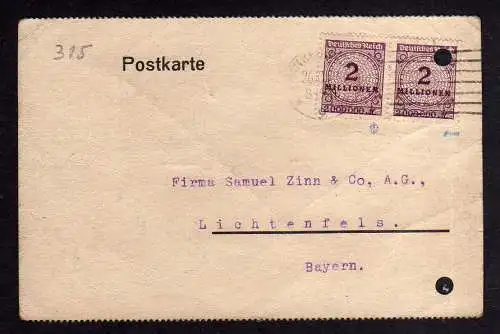 315
Postkarte
Deutsches Reich
2
MILLIONEN
Deutsches Reich
2
MILLIONEN
Firma Samuel Zinn & Co, A.G.,
Lichtenfels.
Bayern.